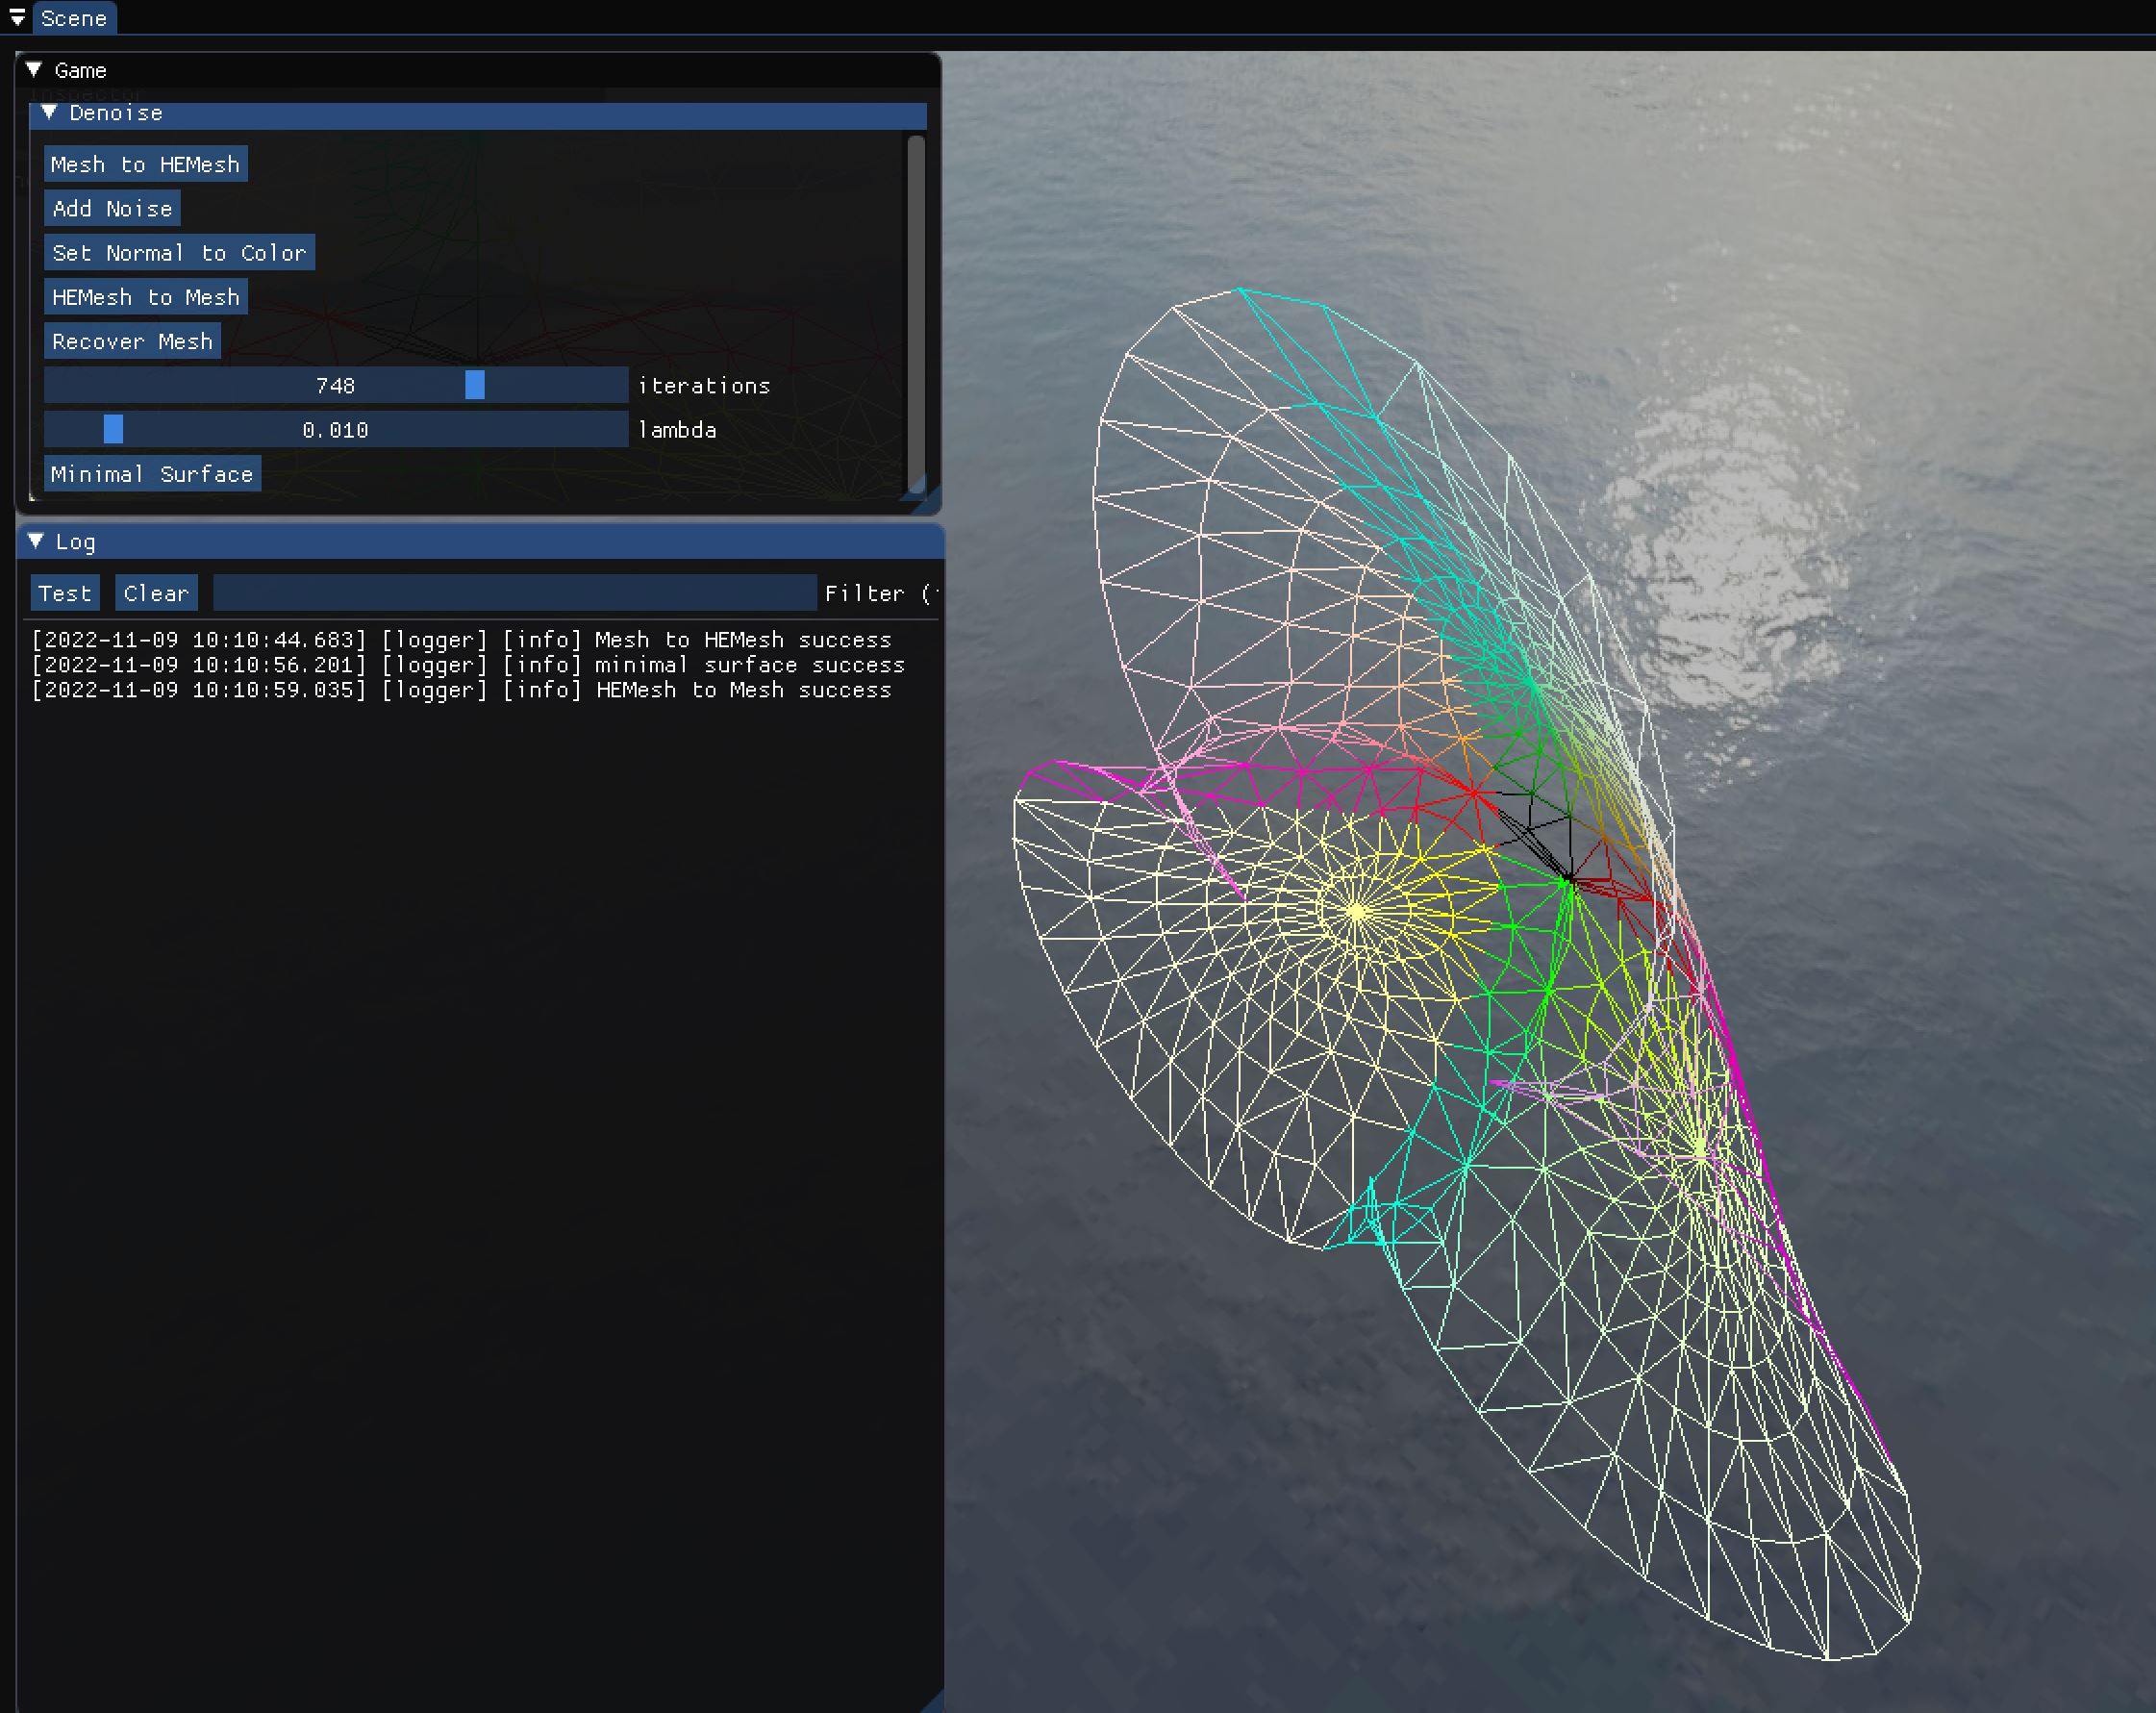 Scene
Game
Denoise
Mesh to HEMesh
Add Noise
Set Normal to Color
HEMesh to Mesh
Recover Mesh
748 iterations
0.010 lambda
Minimal Surface
Log
Test Clear Filter (
[2022-11-09 10:10:44.683] [logger] [info] Mesh to HEMesh success
[2022-11-09 10:10:56.201] [logger] [info] minimal surface success
[2022-11-09 10:10:59.035] [logger] [info] HEMesh to Mesh success